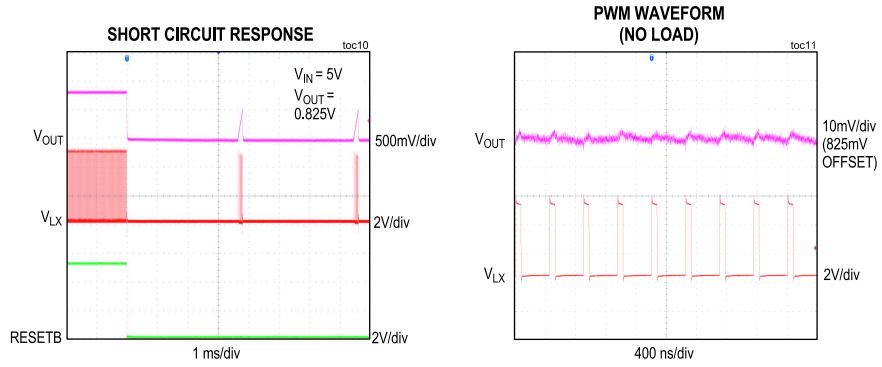 SHORT CIRCUIT RESPONSE
toc10
VIN = 5V
VOUT =
0.825V
VOUT
500mV/div
VLX
2V/div
RESETB
2V/div
1 ms/div
PWM WAVEFORM
(NO LOAD)
toc11
VOUT
10mV/div
(825mV
OFFSET)
VLX
2V/div
400 ns/div